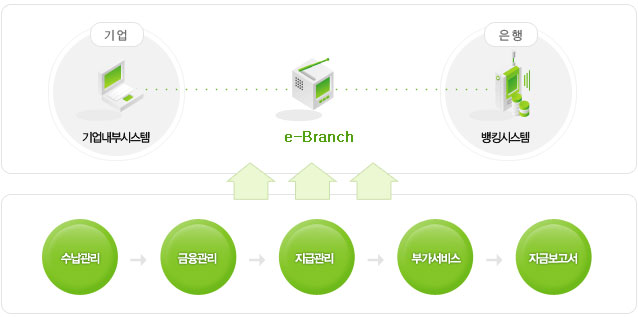 기업
은행
기업내부시스템
e-Branch
뱅킹시스템
수납관리
금융관리
지급관리
부가서비스
자금보고서